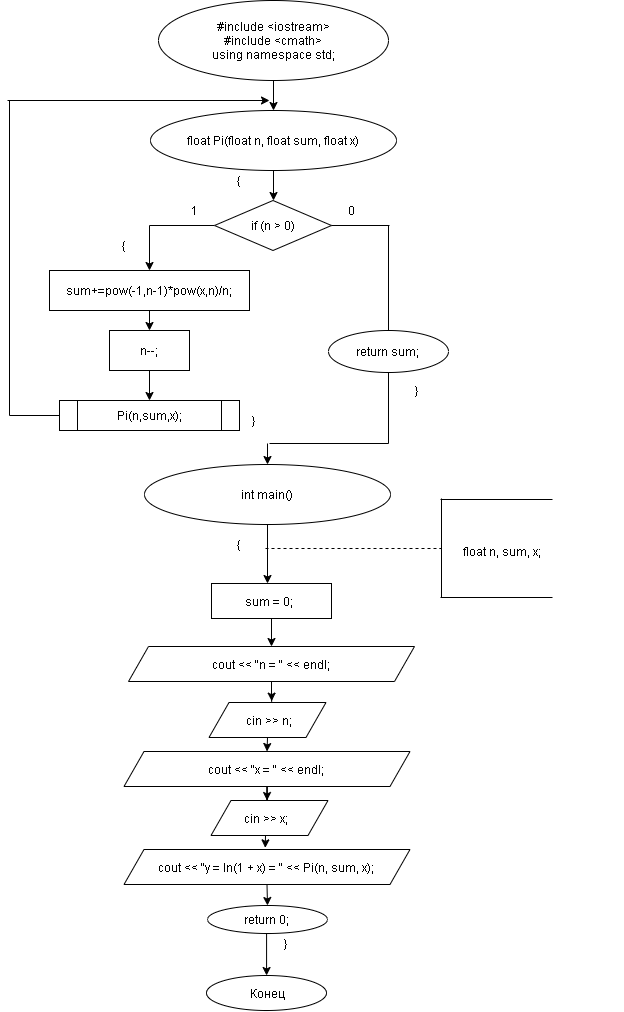 #include <iostream>
#include <cmath>
using namespace std;
float Pi(float n, float sum, float x)
{
if (n > 0)
1
0
{
sum+=pow(-1,n-1)*pow(x,n)/n;
n--;
return sum;
Pi(n,sum,x);
}
}
int main()
{
float n, sum, x;
sum = 0;
cout << "n = " << endl;
cin >> n;
cout << "x = " << endl;
cin >> x;
cout << "y = ln(1 + x) = " << Pi(n, sum, x);
return 0;
}
Конец